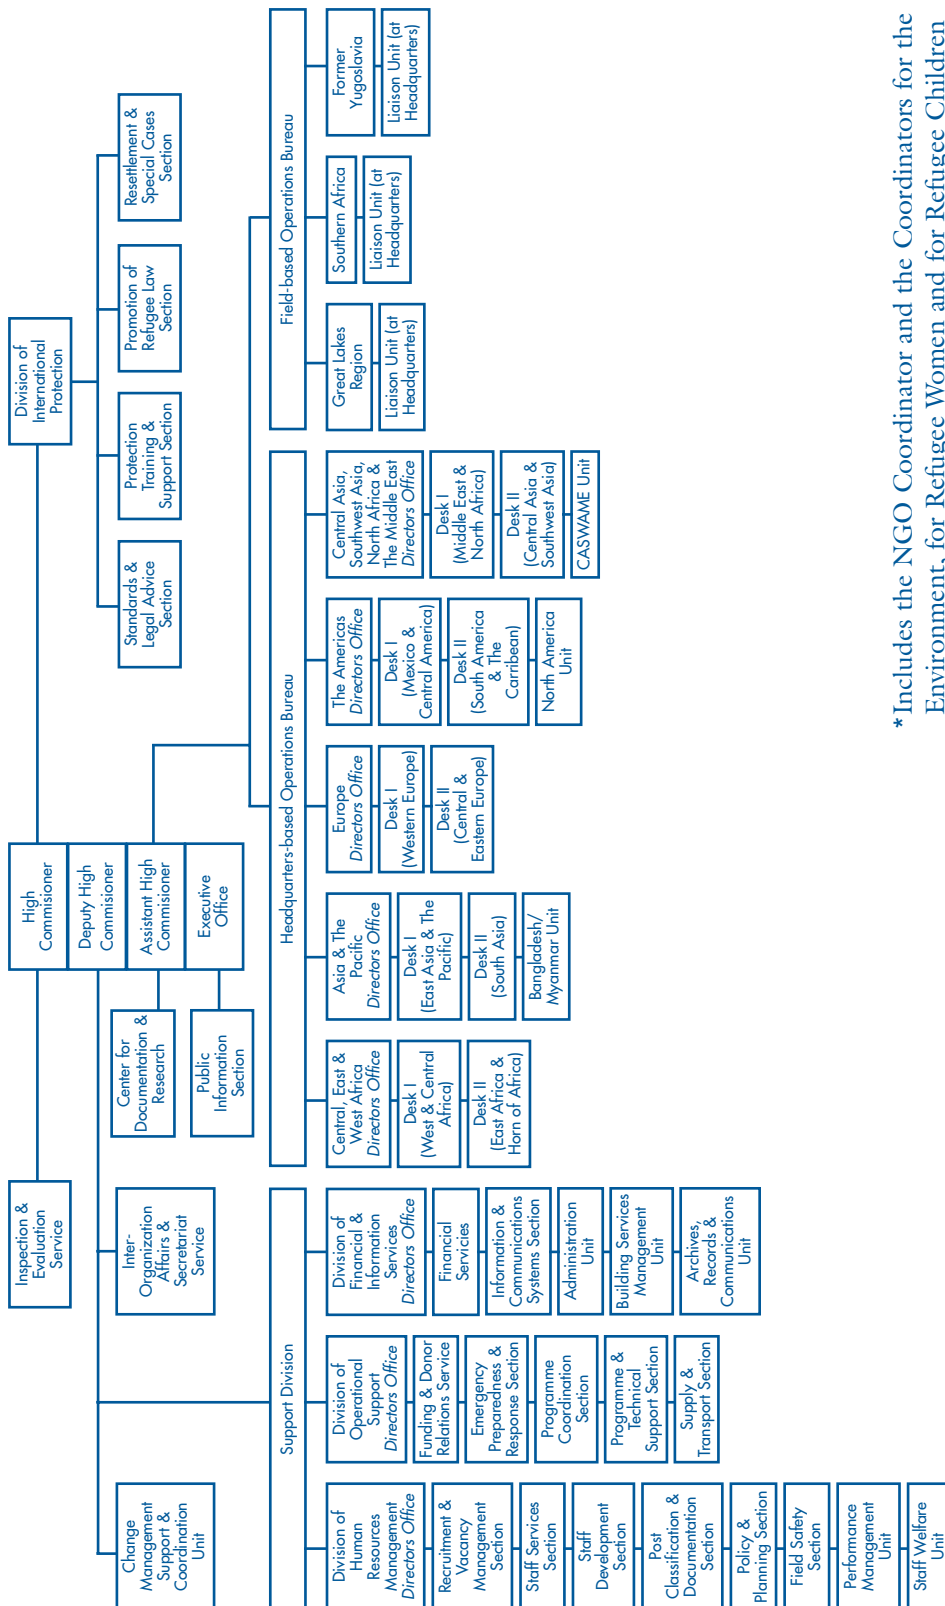 Inspection &
Evaluation
Service
High
Commisioner
Deputy High
Commisioner
Assistant High
Commisioner
Executive
Office
Division of
International
Protection
Change
Management
Support &
Coordination
Unit
Inter-
Organization
Affairs &
Secretariat
Service
Center for
Documentation &
Research
Public
Information
Section
Standards &
Legal Advice
Section
Protection
Training &
Support Section
Promotion of
Refugee Law
Section
Resettlement &
Special Cases
Section
Support Division
Headquarters-based Operations Bureau
Field-based Operations Bureau
Division of
Human
Resources
Management
Directors Office
Recruitment &
Vacancy
Management
Section
Staff Services
Section
Staff
Development
Section
Post
Classification &
Documentation
Section
Policy &
Planning Section
Field Safety
Section
Performance
Management
Unit
Staff Welfare
Unit
Division of
Operational
Support
Directors Office
Funding & Donor
Relations Service
Emergency
Preparedness &
Response Section
Programme
Coordination
Section
Programme &
Technical
Support Section
Supply &
Transport Section
Division of
Financial &
Information
Services
Directors Office
Financial
Servicies
Information &
Communications
Systems Section
Administration
Unit
Building Services
Management
Unit
Archives,
Records &
Communications
Unit
Central, East &
West Africa
Directors Office
Desk I
(West & Central
Africa)
Desk II
(East Africa &
Horn of Africa)
Asia & The
Pacific
Directors Office
Desk I
(East Asia & The
Pacific)
Desk II
(South Asia)
Bangladesh/
Myanmar Unit
Europe
Directors Office
Desk I
(Western Europe)
Desk II
(Central &
Eastern Europe)
The Americas
Directors Office
Desk I
(Mexico &
Central America)
Desk II
(South America
& The
Carribean)
North America
Unit
Central Asia,
Southwest Asia,
North Africa &
The Middle East
Directors Office
Desk I
(Middle East &
North Africa)
Desk II
(Central Asia &
Southwest Asia)
CASWAME Unit
Great Lakes
Region
Liaison Unit (at
Headquarters)
Southern Africa
Liaison Unit (at
Headquarters)
Former
Yugoslavia
Liaison Unit (at
Headquarters)
*Includes the NGO Coordinator and the Coordinators for the
Environment, for Refugee Women and for Refugee Children